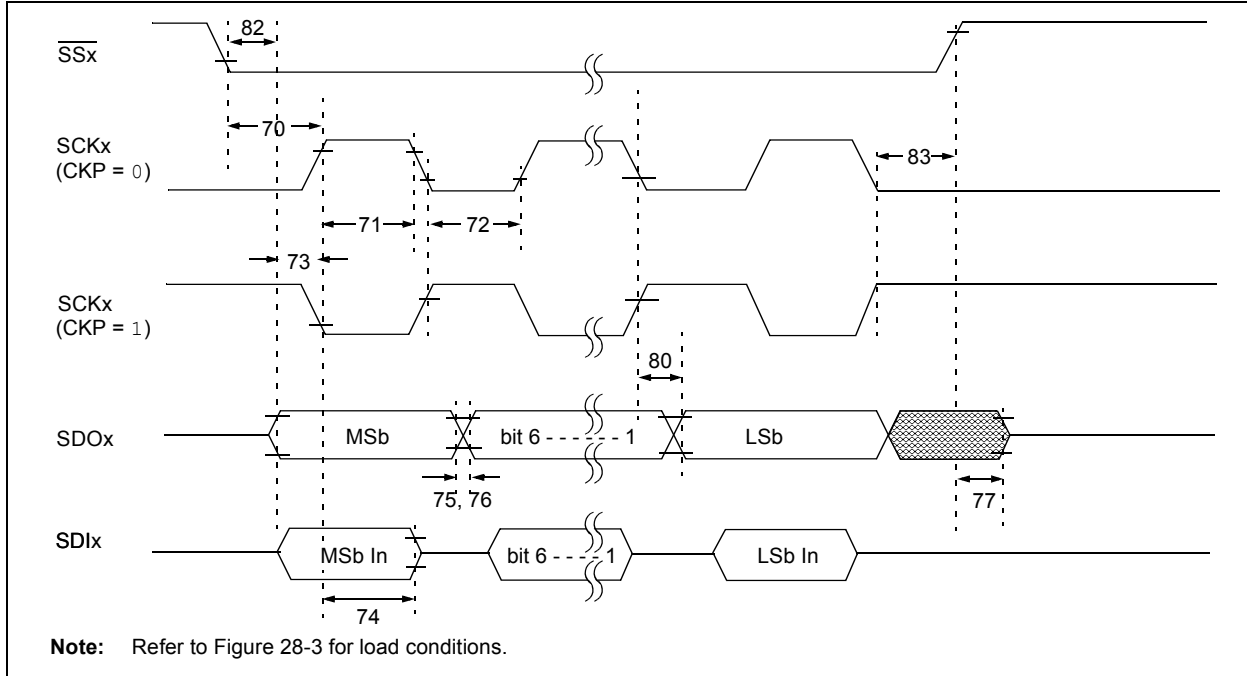 82
SSx
70
SCKx
(CKP = 0)
83
71
72
73
SCKx
(CKP = 1)
80
SDOx
MSb
bit 6 - - - - - - 1
LSb
75, 76
77
SDIx
MSb In
bit 6 - - - - 1
LSb In
74
Note: Refer to Figure 28-3 for load conditions.